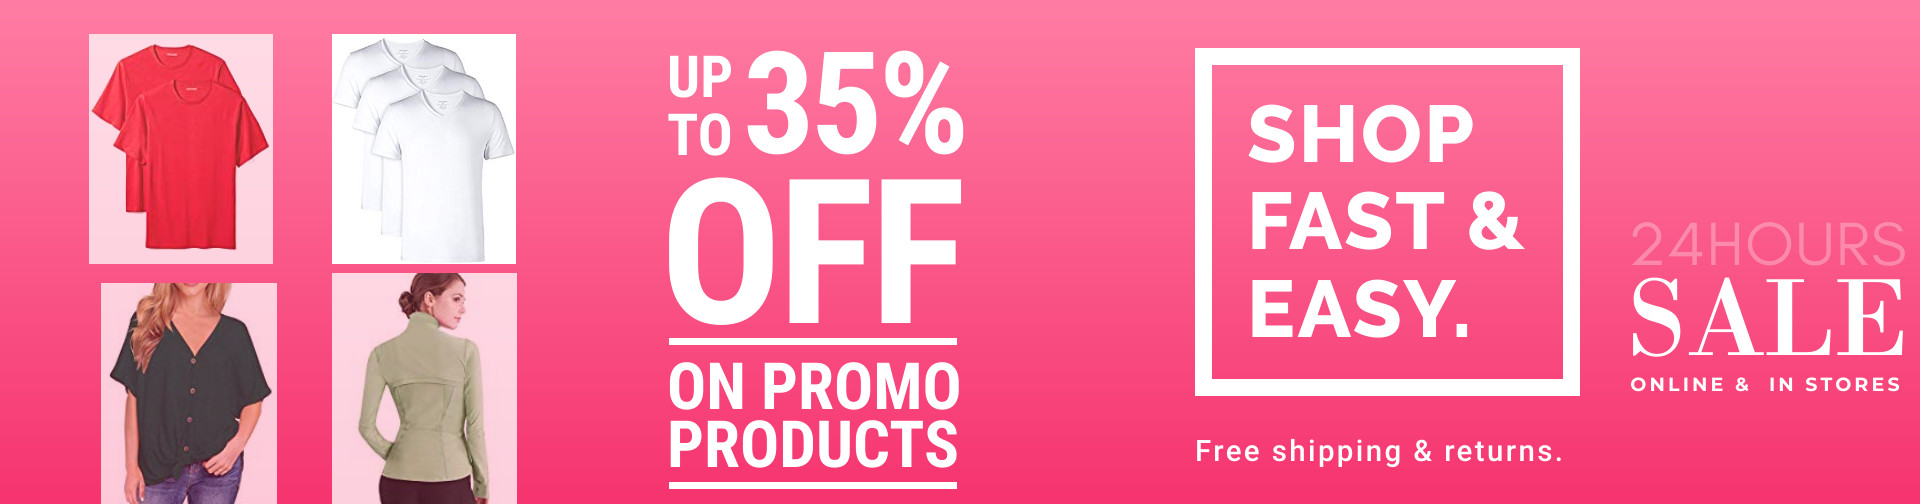 UP
TO 35%
OFF
ON PROMO
PRODUCTS
SHOP
FAST &
EASY.
Free shipping & returns.
24HOURS
SALE
ONLINE & IN STORES